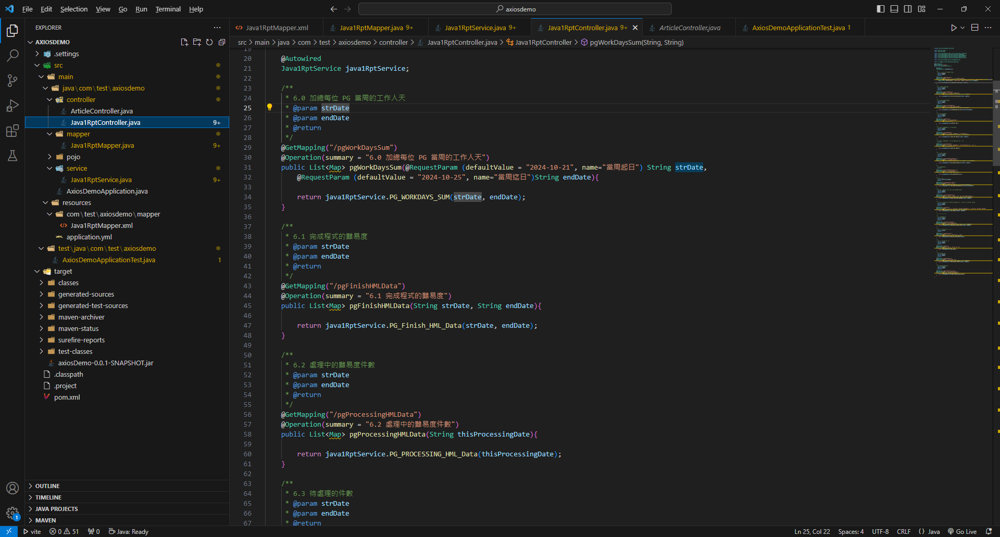 File Edit Selection View Go Run Terminal Help
axiosdemo
EXPLORER
AXIOSDEMO
.settings
src
main
java\com\test\axiosdemo
controller
ArticleController.java
Java1RptController.java 9+
mapper
Java1RptMapper.java 9+
pojo
service
Java1RptService.java 9+
AxiosDemoApplication.java
resources
com\test\axiosdemo\mapper
Java1RptMapper.xml
application.yml
test\java\com\test\axiosdemo
AxiosDemoApplicationTest.java 1
target
classes
generated-sources
generated-test-sources
maven-archiver
maven-status
surefire-reports
test-classes
axiosDemo-0.0.1-SNAPSHOT.jar
.classpath
.project
pom.xml
OUTLINE
TIMELINE
JAVA PROJECTS
MAVEN
Java1RptMapper.xml Java1RptMapper.java 9+ Java1RptService.java 9+ Java1RptController.java 9+ ArticleController.java AxiosDemoApplicationTest.java 1
src > main > java > com > test > axiosdemo > controller > Java1RptController.java > Java1RptController > pgWorkDaysSum(String, String)
19
20 @Autowired
21 Java1RptService java1RptService;
22
23 /**
24 * 6.0 加總每位 PG 當周的工作人天
25 * @param strDate
26 * @param endDate
27 * @return
28 */
29 @GetMapping("/pgWorkDaysSum")
30 @Operation(summary = "6.0 加總每位 PG 當周的工作人天")
31 public List<Map> pgWorkDaysSum(@RequestParam (defaultValue = "2024-10-21", name="當周起日") String strDate,
32 @RequestParam (defaultValue = "2024-10-25", name="當周迄日")String endDate){
33
34 return java1RptService.PG_WORKDAYS_SUM(strDate, endDate);
35 }
36
37 /**
38 * 6.1 完成程式的難易度
39 * @param strDate
40 * @param endDate
41 * @return
42 */
43 @GetMapping("/pgFinishHMLData")
44 @Operation(summary = "6.1 完成程式的難易度")
45 public List<Map> pgFinishHMLData(String strDate, String endDate){
46
47 return java1RptService.PG_Finish_HML_Data(strDate, endDate);
48 }
49
50 /**
51 * 6.2 處理中的難易度件數
52 * @param strDate
53 * @param endDate
54 * @return
55 */
56 @GetMapping("/pgProcessingHMLData")
57 @Operation(summary = "6.2 處理中的難易度件數")
58 public List<Map> pgProcessingHMLData(String thisProcessingDate){
59
60 return java1RptService.PG_PROCESSING_HML_Data(thisProcessingDate);
61 }
62
63 /**
64 * 6.3 待處理的件數
65 * @param strDate
66 * @param endDate
67 * @return
1
vite 0 51 0 Java: Ready
Ln 25, Col 22 Spaces: 4 UTF-8 CRLF {} Java Go Live